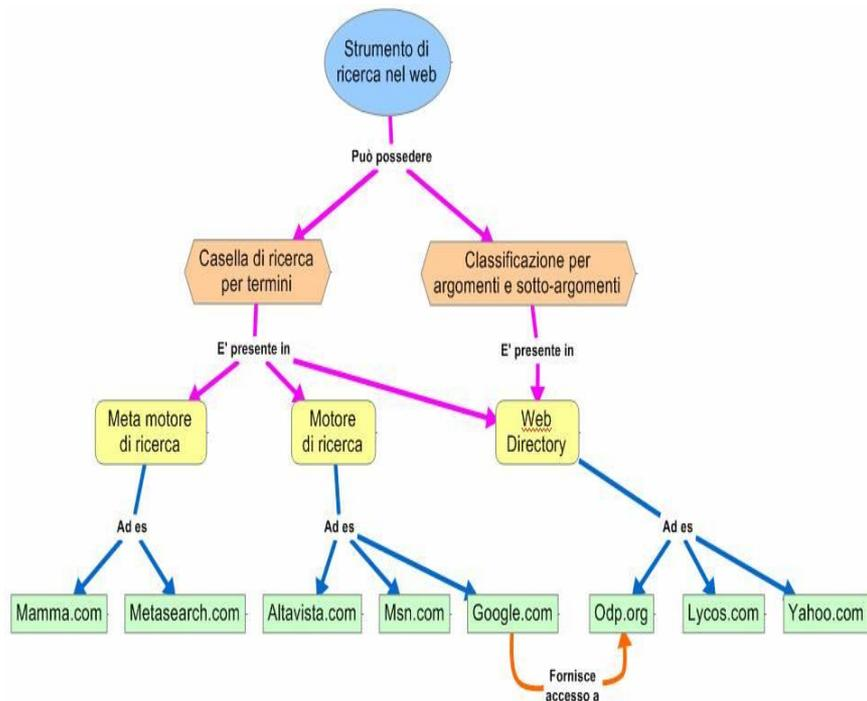 Strumento di
ricerca nel web
Può possedere
Casella di ricerca
per termini
Classificazione per
argomenti e sotto-argomenti
E' presente in
E' presente in
Meta motore
di ricerca
Motore
di ricerca
Web
Directory
Ad es
Ad es
Ad es
Mamma.com
Metasearch.com
Altavista.com
Msn.com
Google.com
Odp.org
Lycos.com
Yahoo.com
Fornisce
accesso a